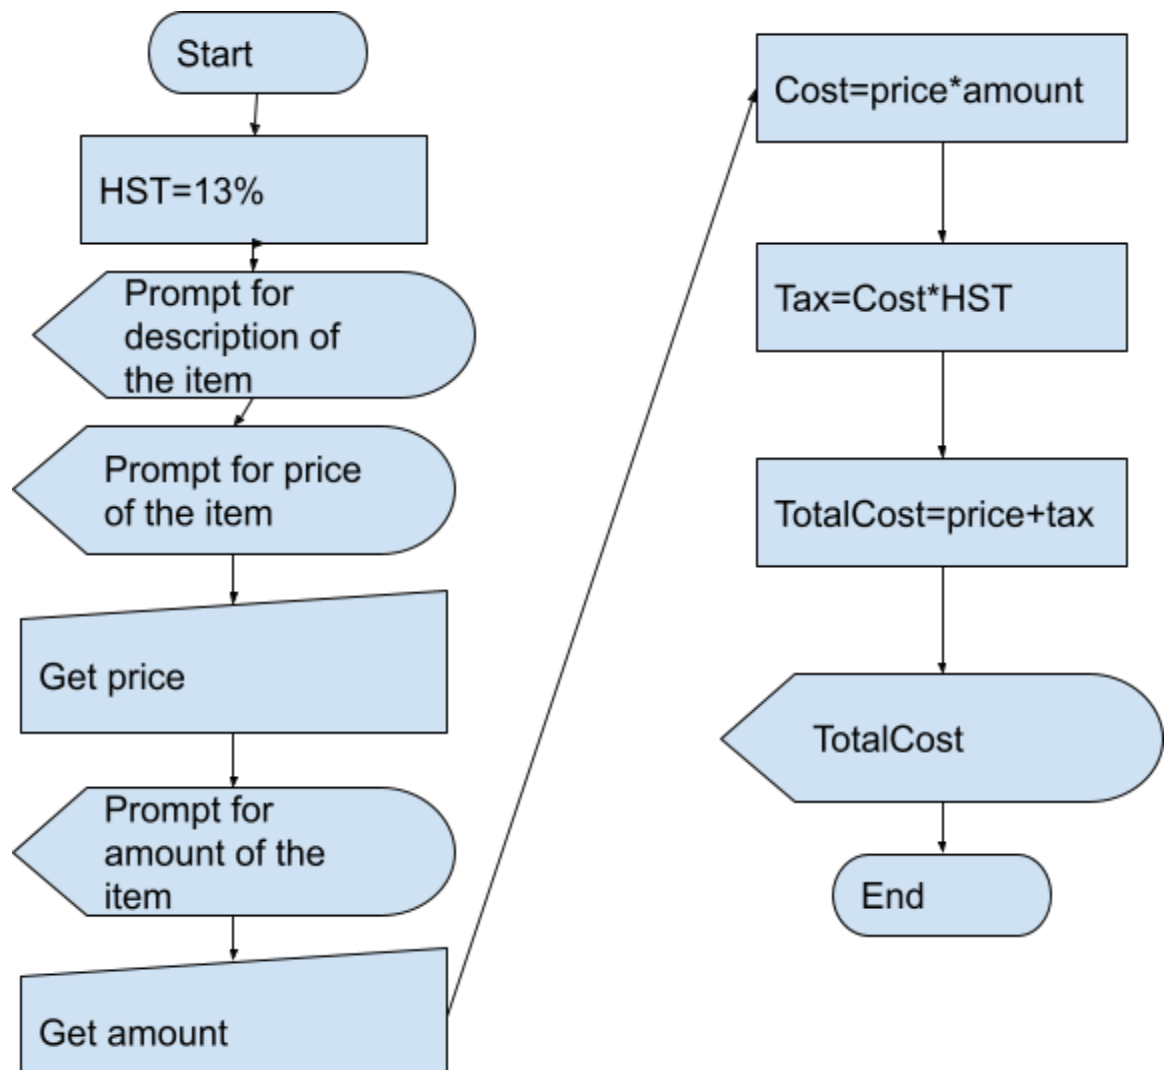 Start
HST=13%
Prompt for
description of
the item
Prompt for price
of the item
Get price
Prompt for
amount of the
item
Get amount
Cost=price*amount
Tax=Cost*HST
TotalCost=price+tax
TotalCost
End